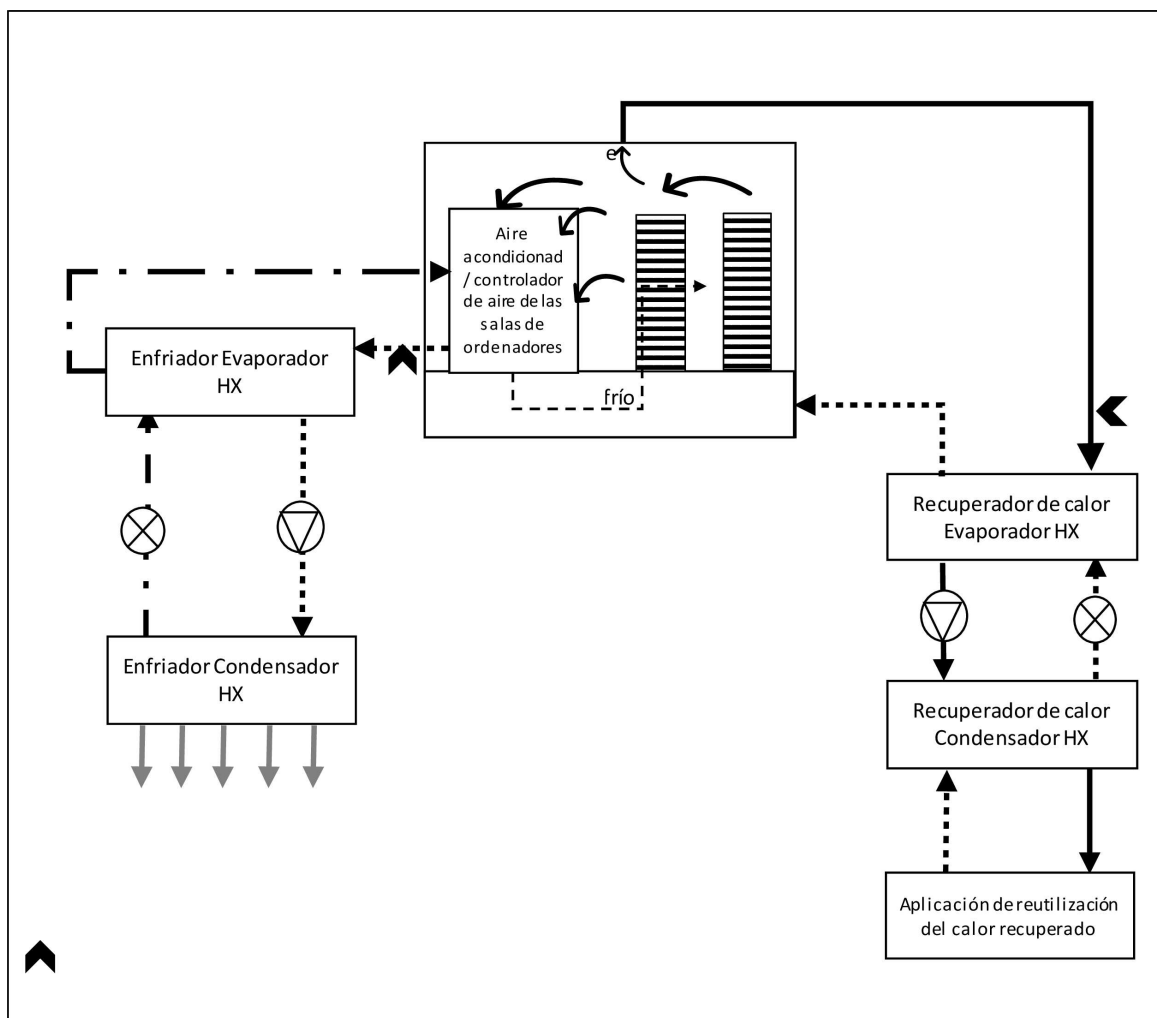 e
Aire
acondicionad
/ controlador
de aire de las
salas de
ordenadores
frío
Enfriador Evaporador
HX
Enfriador Condensador
HX
Recuperador de calor
Evaporador HX
Recuperador de calor
Condensador HX
Aplicación de reutilización
del calor recuperado